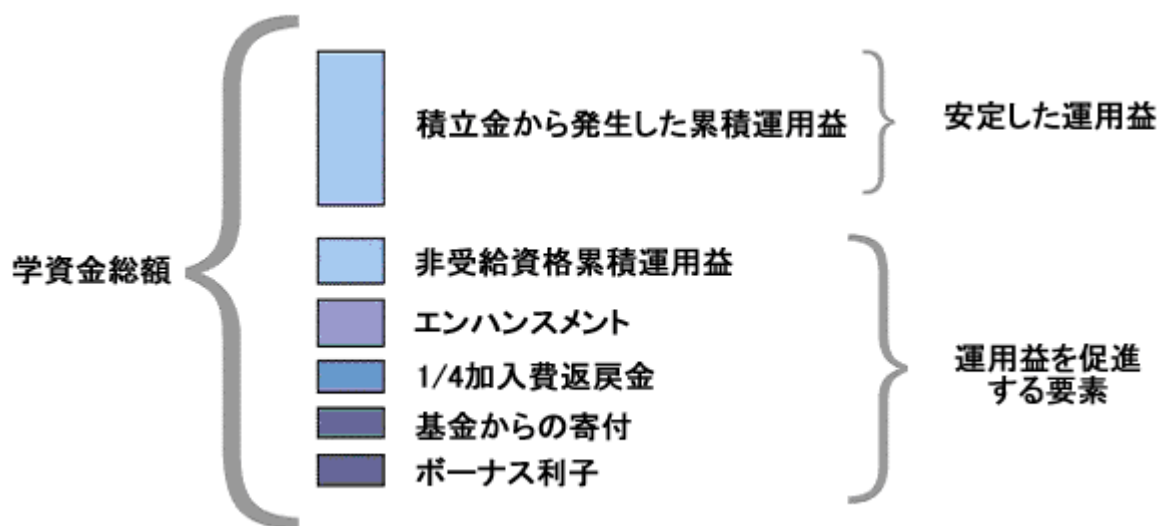 学資金総額
積立金から発生した累積運用益
安定した運用益
非受給資格累積運用益
エンハンスメント
1/4加入費返戻金
基金からの寄付
ボーナス利子
運用益を促進
する要素